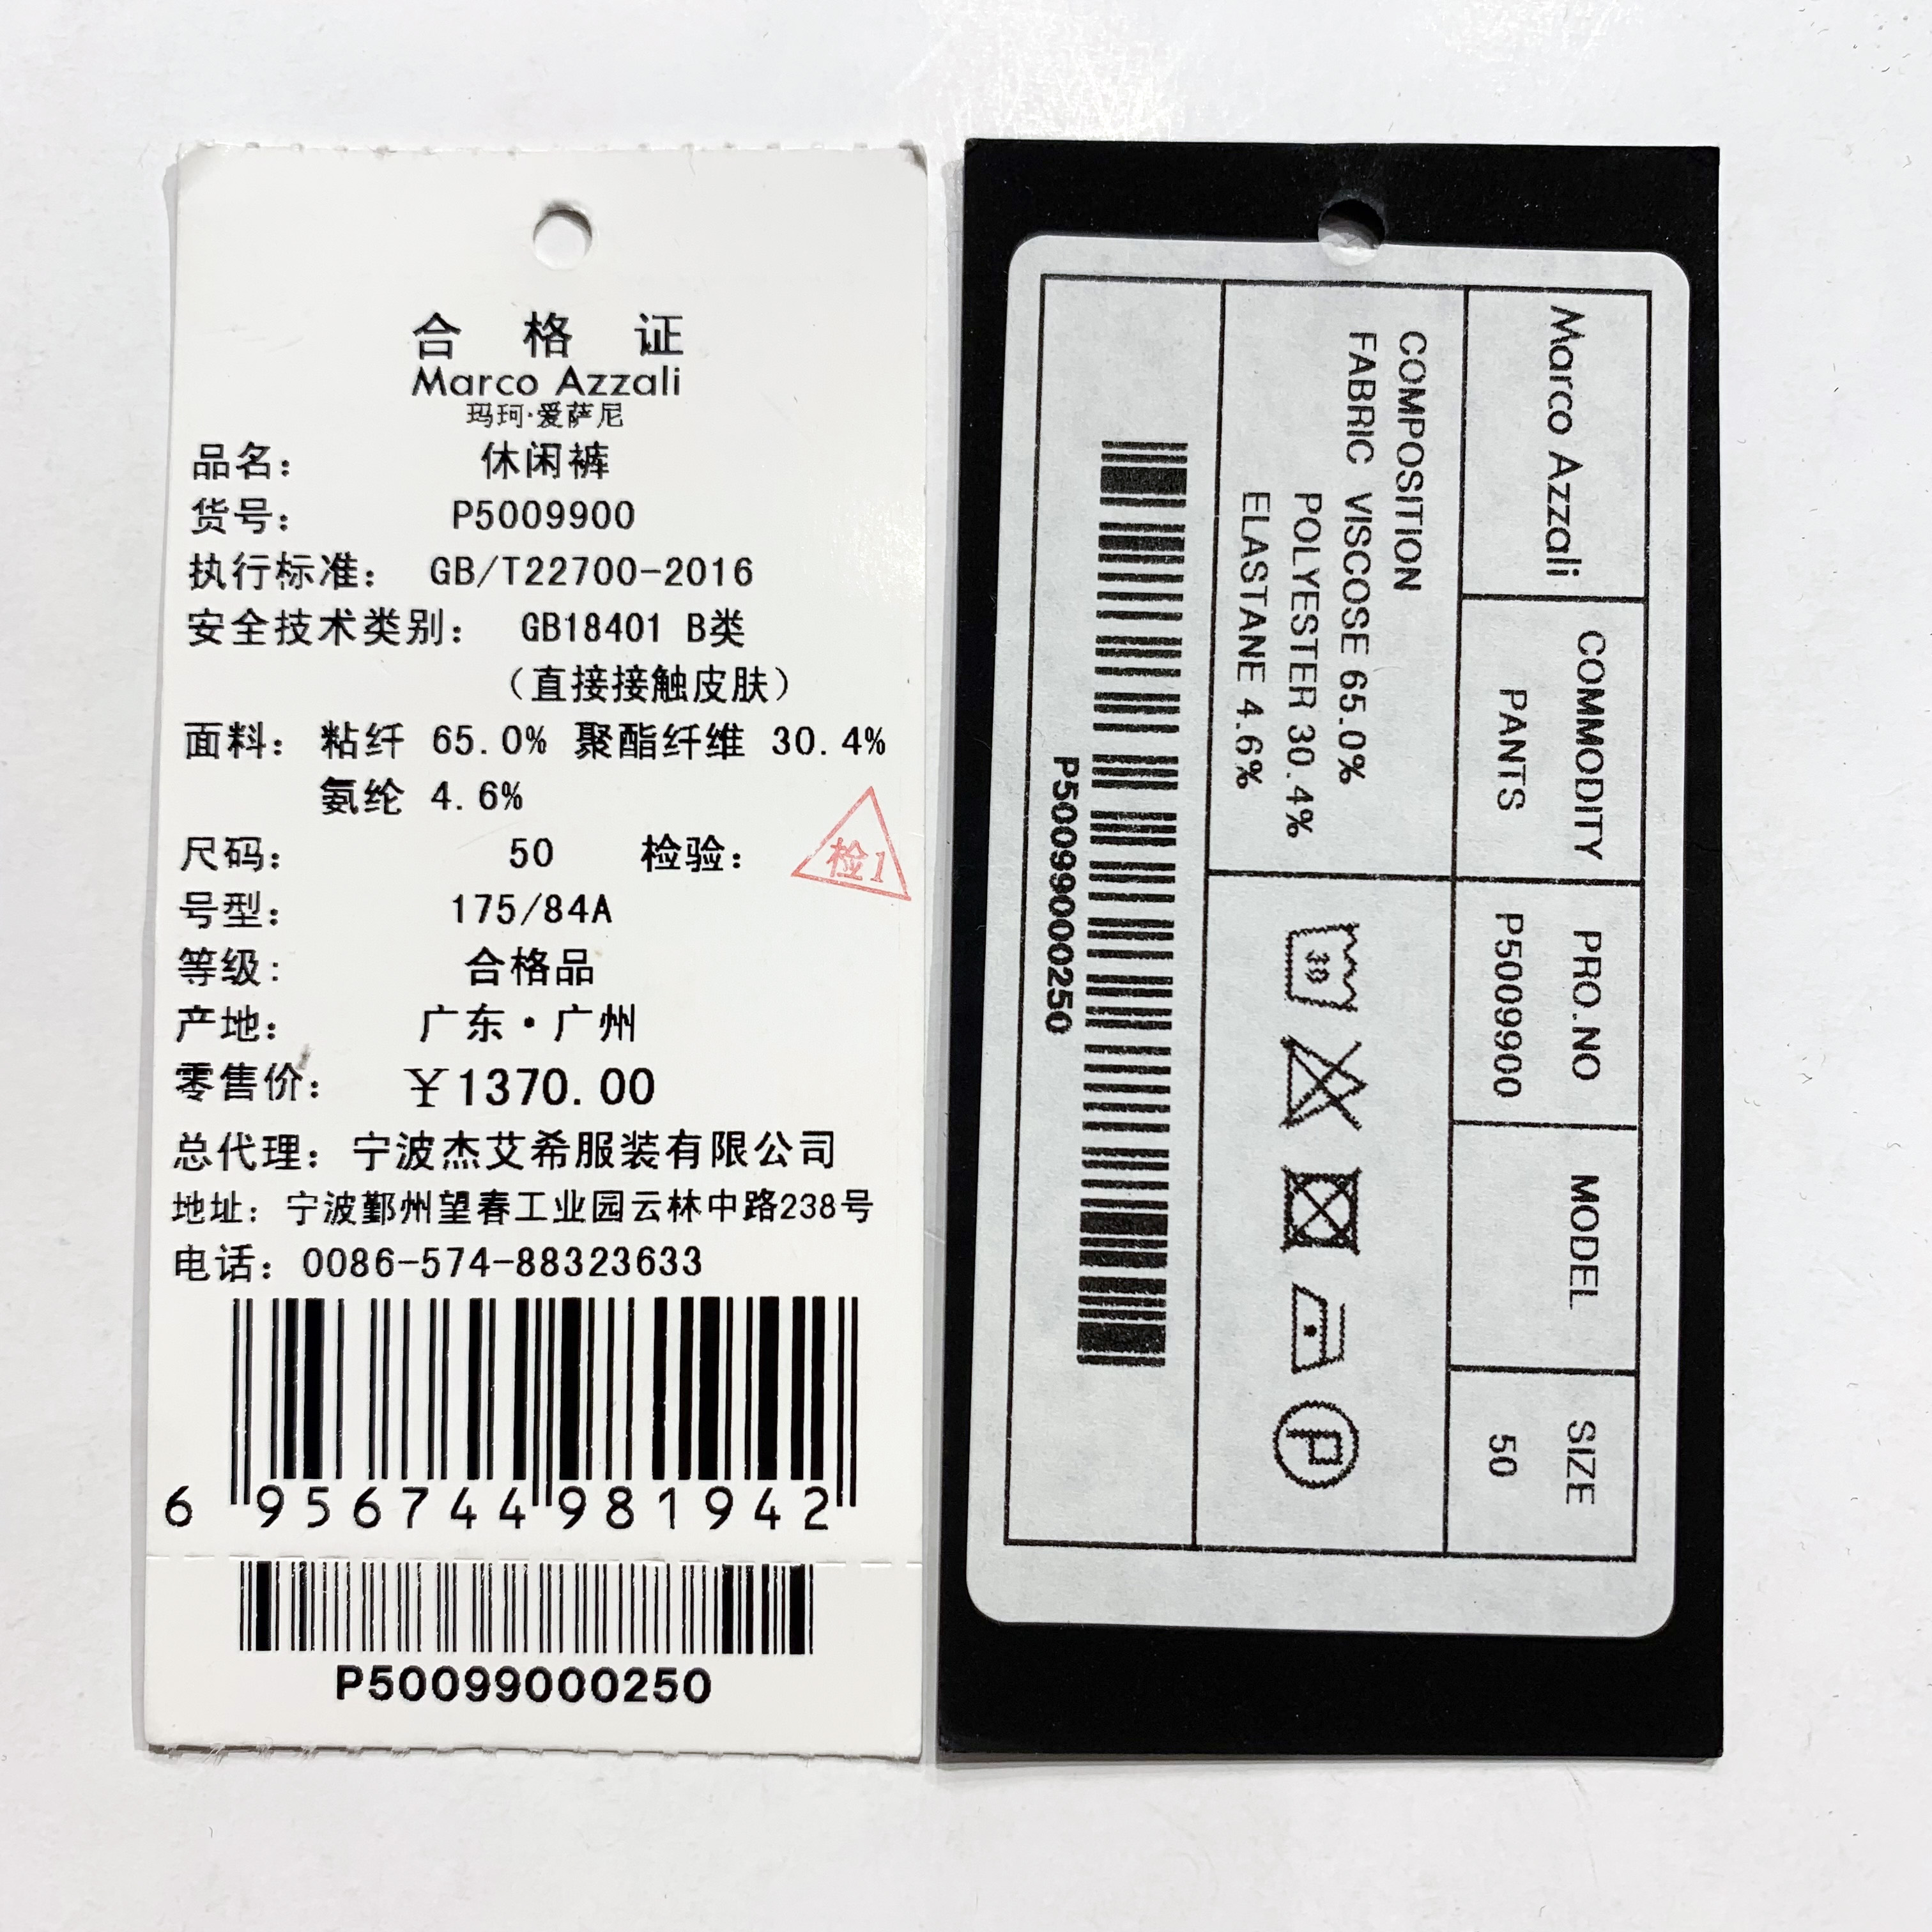 合 格 证
Marco Azzali
玛珂·爱萨尼
品名： 休闲裤
货号： P5009900
执行标准： GB/T22700-2016
安全技术类别： GB18401 B类
（直接接触皮肤）
面料： 粘纤 65.0% 聚酯纤维 30.4%
氨纶 4.6%
尺码： 50 检验： 检1
号型： 175/84A
等级： 合格品
产地： 广东·广州
零售价： ￥1370.00
总代理：宁波杰艾希服装有限公司
地址：宁波鄞州望春工业园云林中路238号
电话：0086-574-88323633
6 956744 981942
P50099000250
Marco Azzali
COMMODITY
PANTS
PRO.NO
P5009900
MODEL
SIZE
50
COMPOSITION
FABRIC VISCOSE 65.0%
POLYESTER 30.4%
ELASTANE 4.6%
30
P
P50099000250